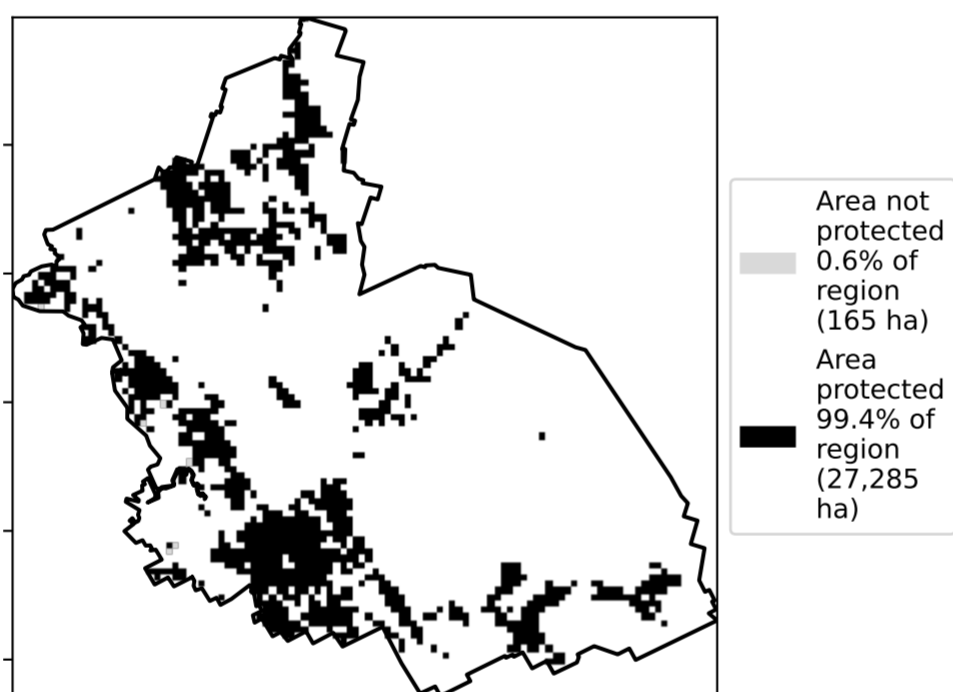 Area not
protected
0.6% of
region
(165 ha)
Area
protected
99.4% of
region
(27,285
ha)